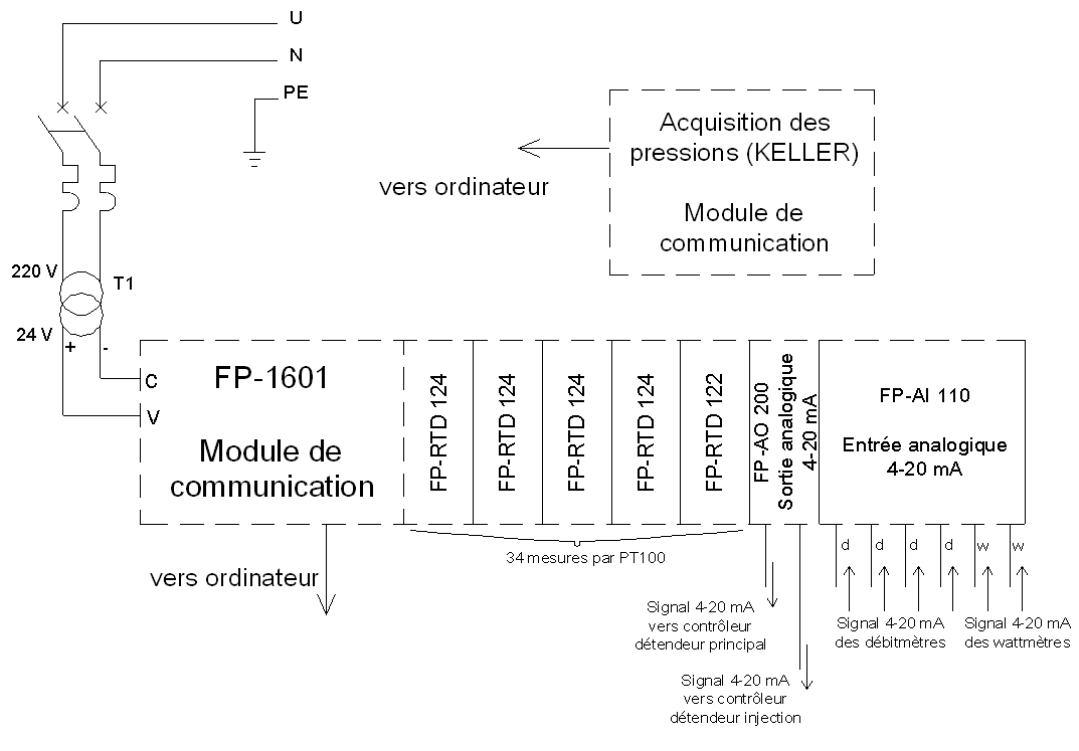 U
N
PE
Acquisition des
pressions (KELLER)
Module de
communication
vers ordinateur
220 V
T1
24 V
+
-
C
V
FP-1601
Module de
communication
FP-RTD 124
FP-RTD 124
FP-RTD 124
FP-RTD 124
FP-RTD 122
FP-AO 200
Sortie analogique
4-20 mA
FP-AI 110
Entrée analogique
4-20 mA
d
d
d
d
w
w
34 mesures par PT100
vers ordinateur
Signal 4-20 mA
vers contrôleur
détendeur principal
Signal 4-20 mA
des débitmètres
Signal 4-20 mA
des wattmètres
Signal 4-20 mA
vers contrôleur
détendeur injection